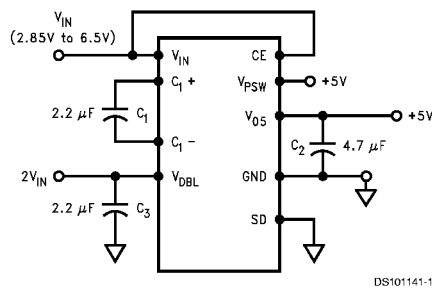 V_IN
(2.85V to 6.5V)
V_IN
CE
C_1 +
V_PSW
+5V
2.2 μF
C_1
V_05
+5V
C_1 −
C_2
4.7 μF
2V_IN
V_DBL
GND
2.2 μF
C_3
SD
DS101141-1